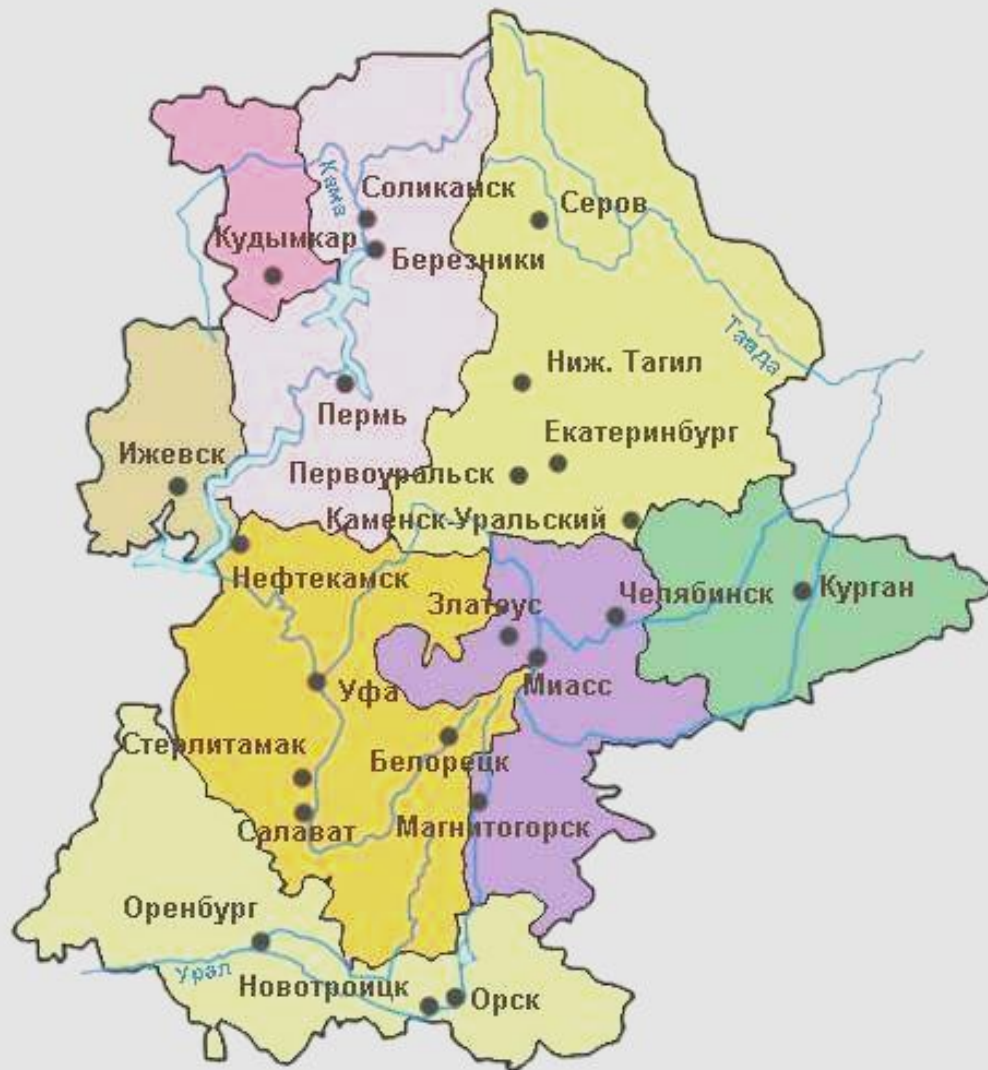 Кама
Соликамск
Серов
Кудымкар
Березники
Тавда
Ниж. Тагил
Пермь
Екатеринбург
Ижевск
Первоуральск
Каменск-Уральский
Нефтекамск
Златоус
Челябинск
Курган
Уфа
Миасс
Стерлитамак
Белорецк
Салават
Магнитогорск
Оренбург
Урал
Новотроицк
Орск